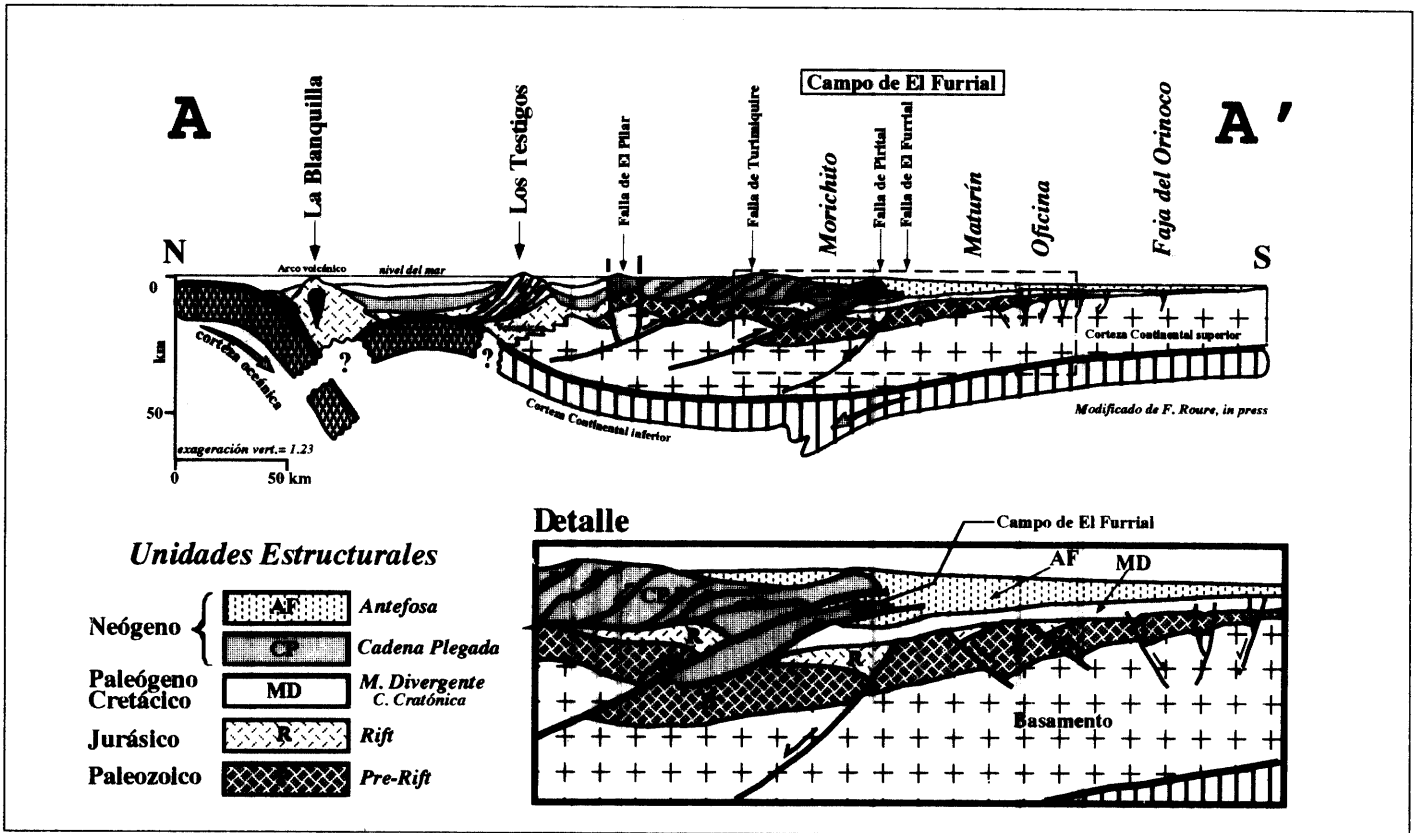 A
A'
Campo de El Furrial
La Blanquilla
Los Testigos
Falla de El Pilar
Falla de Turimiquire
Morichito
Falla de Pirital
Falla de El Furrial
Maturín
Oficina
Faja del Orinoco
N
S
Arco volcánico
nivel del mar
0
km
50
corteza oceánica
?
?
Corteza Continental superior
Corteza Continental inferior
Modificado de F. Roure, in press
exageración vert.= 1.23
0
50 km
Unidades Estructurales
Neógeno
AF
Antefosa
CP
Cadena Plegada
Paleógeno
Cretácico
MD
M. Divergente
C. Cratónica
Jurásico
R
Rift
Paleozoico
Pre-Rift
Detalle
Campo de El Furrial
AF
MD
CP
R
R
Basamento